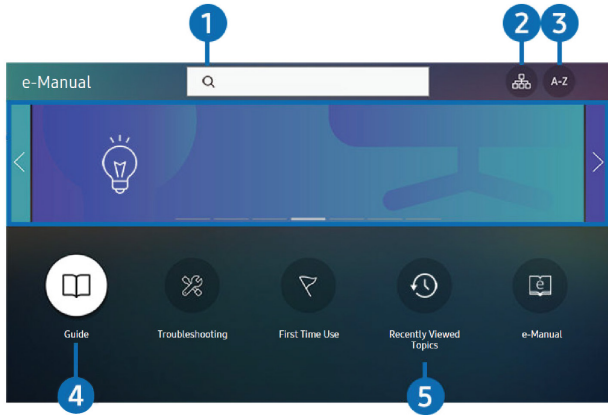 1
2
3
e-Manual
A-Z
Guide
Troubleshooting
First Time Use
Recently Viewed
Topics
e-Manual
4
5